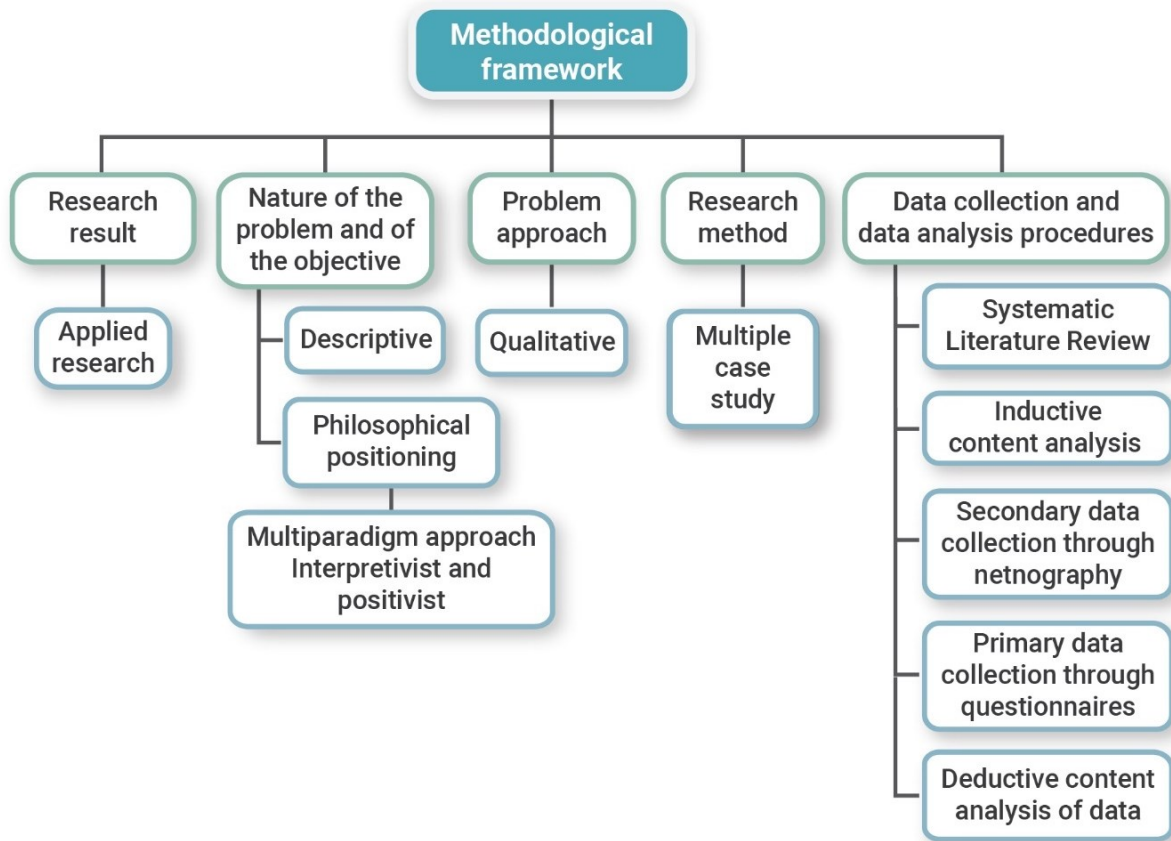 Methodological
framework
Research
result
Nature of the
problem and of
the objective
Problem
approach
Research
method
Data collection and
data analysis procedures
Applied
research
Descriptive
Philosophical
positioning
Multiparadigm approach
Interpretivist and
positivist
Qualitative
Multiple
case
study
Systematic
Literature Review
Inductive
content analysis
Secondary data
collection through
netnography
Primary data
collection through
questionnaires
Deductive content
analysis of data